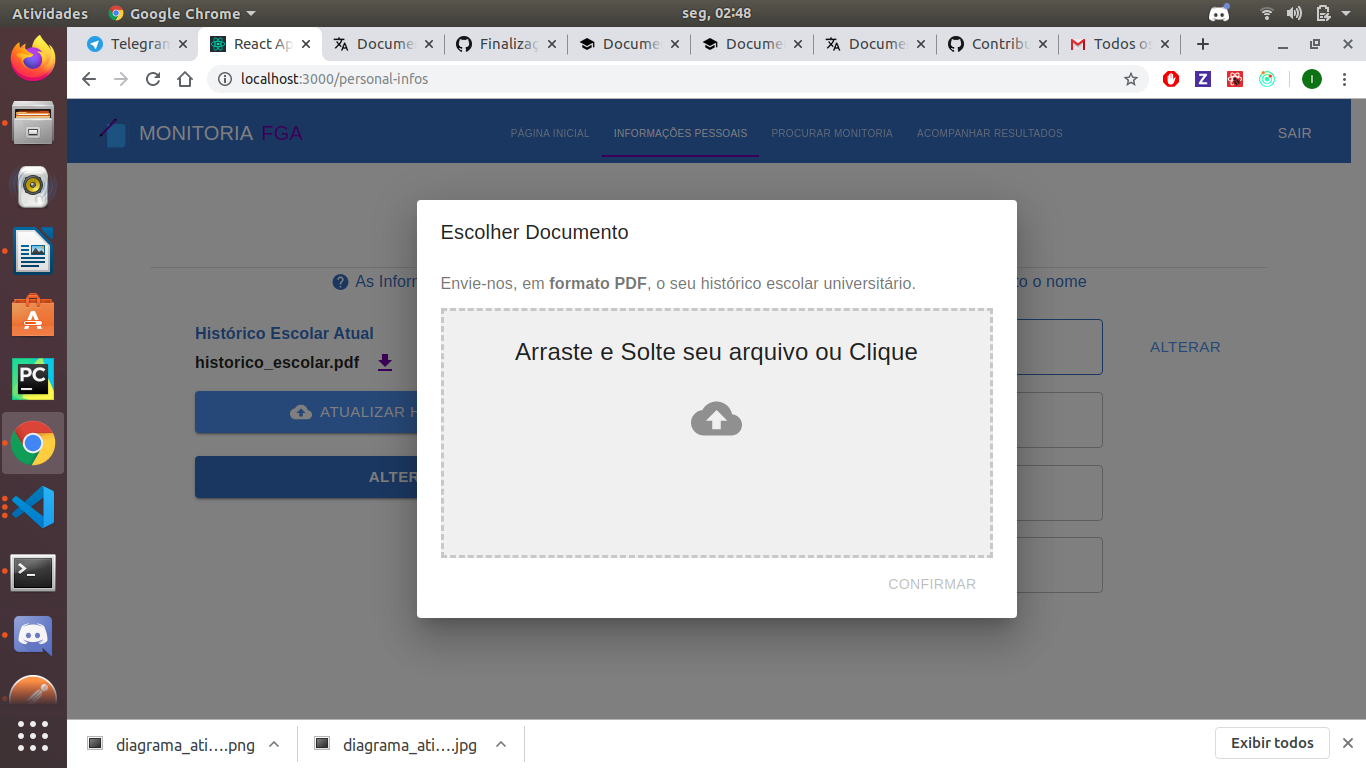 Atividades
Google Chrome
seg, 02:48
Telegran
React Ap
Docume
Finalizaç
Docume
Docume
Docume
Contribu
Todos os
localhost:3000/personal-infos
MONITORIA FGA
PÁGINA INICIAL
INFORMAÇÕES PESSOAIS
PROCURAR MONITORIA
ACOMPANHAR RESULTADOS
SAIR
Escolher Documento
Envie-nos, em formato PDF, o seu histórico escolar universitário.
As Inform
to o nome
Arraste e Solte seu arquivo ou Clique
Histórico Escolar Atual
historico_escolar.pdf
ALTERAR
ATUALIZAR H
ALTERA
CONFIRMAR
diagrama_ati....png
diagrama_ati....jpg
Exibir todos